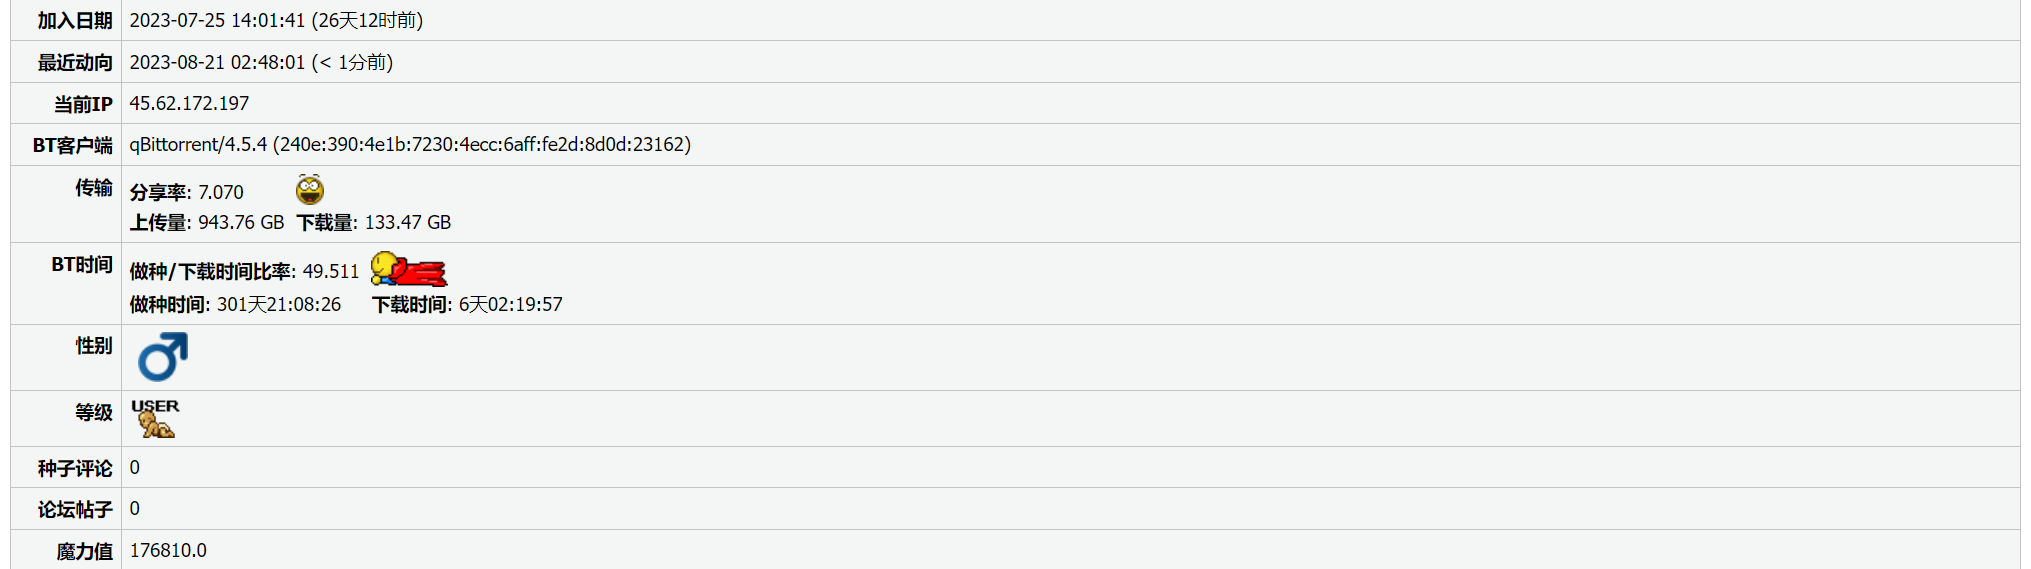 加入日期 2023-07-25 14:01:41 (26天12时前)
最近动向 2023-08-21 02:48:01 (< 1分前)
当前IP 45.62.172.197
BT客户端 qBittorrent/4.5.4 (240e:390:4e1b:7230:4ecc:6aff:fe2d:8d0d:23162)
传输 分享率: 7.070
上传量: 943.76 GB 下载量: 133.47 GB
BT时间 做种/下载时间比率: 49.511
做种时间: 301天21:08:26 下载时间: 6天02:19:57
性别
等级 USER
种子评论 0
论坛帖子 0
魔力值 176810.0